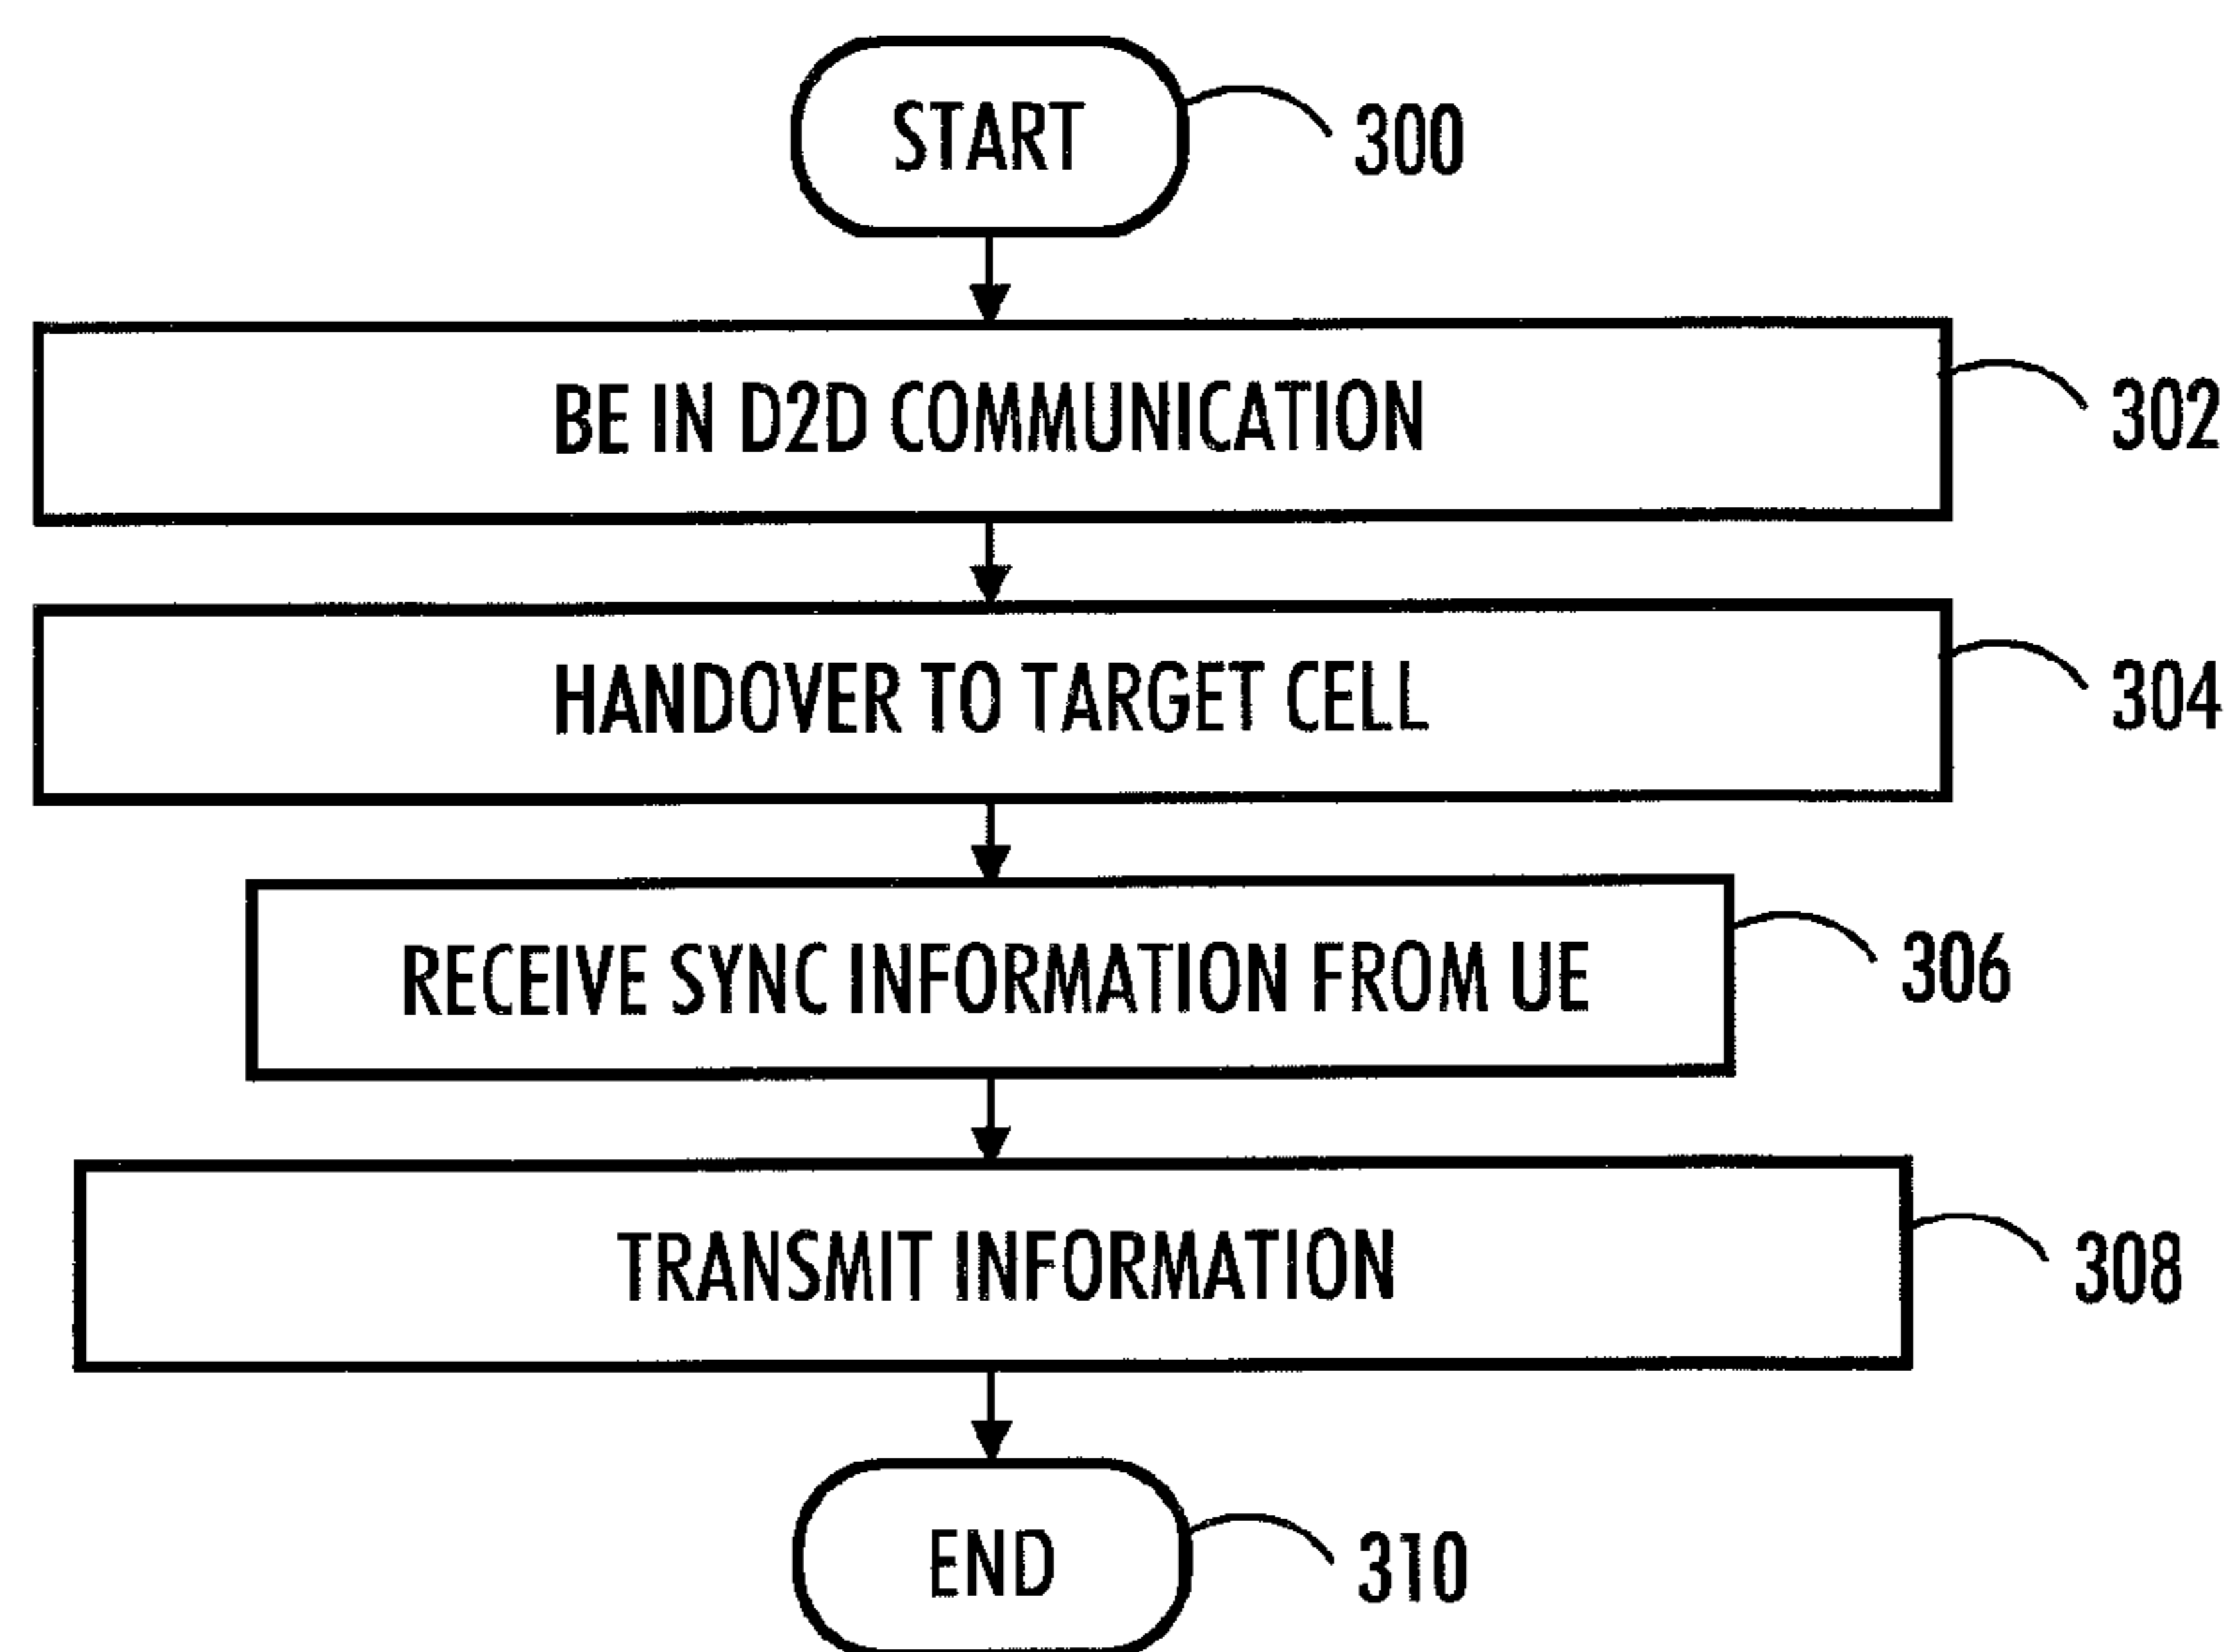 START
300
BE IN D2D COMMUNICATION
302
HANDOVER TO TARGET CELL
304
RECEIVE SYNC INFORMATION FROM UE
306
TRANSMIT INFORMATION
308
END
310